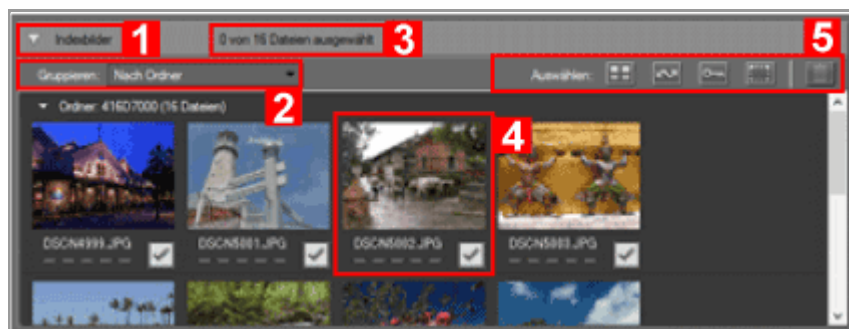 Indexbilder 1 0 von 16 Dateien ausgewählt 3 5
Gruppieren: Nach Ordner 2 Auswählen:
Ordner: 416D7000 (16 Dateien)
4
DSCN4999.JPG DSCN5001.JPG DSCN5002.JPG DSCN5003.JPG